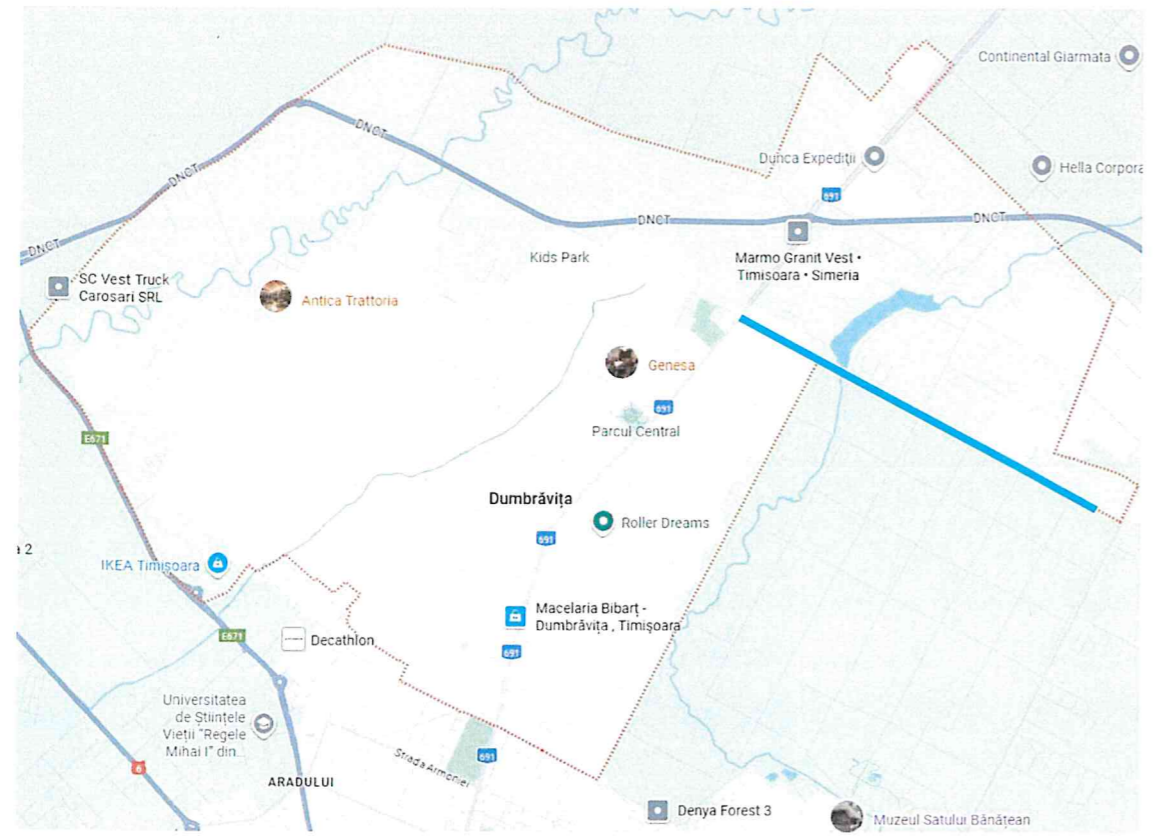 Continental Giarmata
DNCT
Dunca Expediții
DNCT
Hella Corpora
691
DNCT
DNCT
DNCT
Kids Park
Marmo Granit Vest •
Timisoara • Simeria
SC Vest Truck
Carosari SRL
Antica Trattoria
Genesa
691
Parcul Central
E671
Dumbrăvița
Roller Dreams
691
a 2
IKEA Timișoara
Macelaria Bibarț -
Dumbrăvița , Timișoara
E671
Decathlon
691
Universitatea
de Științele
Vieții "Regele
Mihai I" din...
691
Strada Armoniei
6
ARADULUI
Denya Forest 3
Muzeul Satului Bănățean